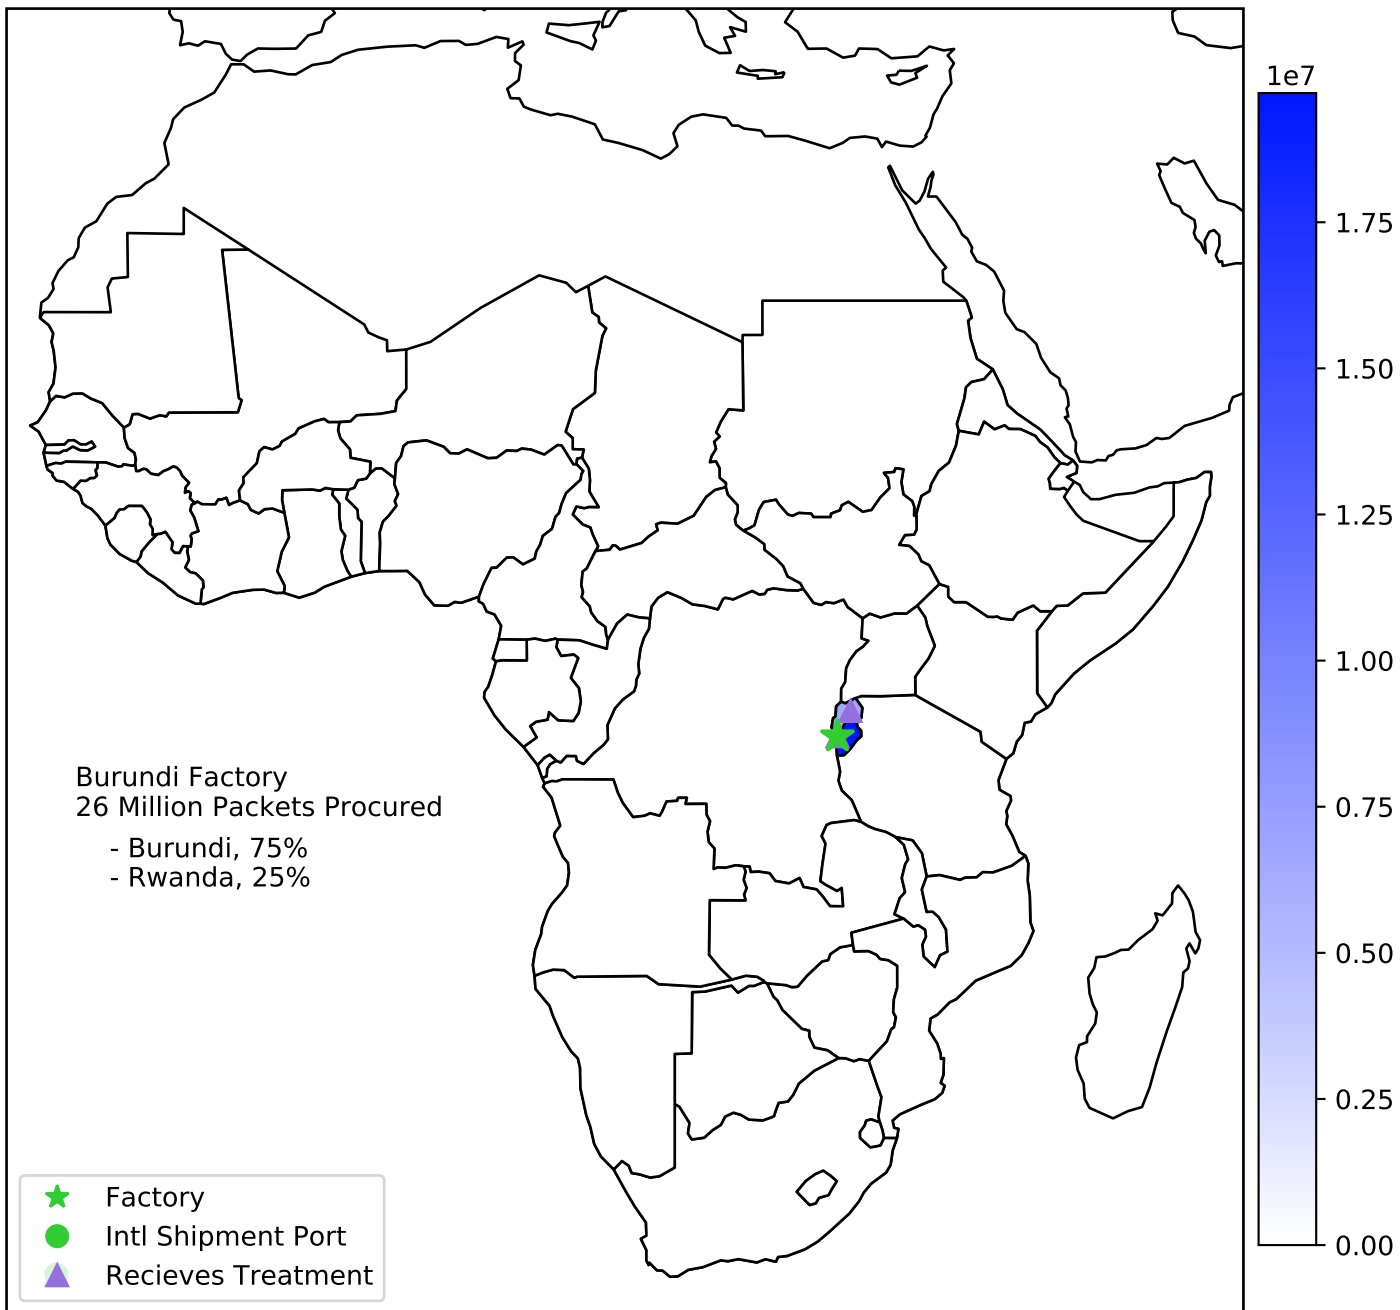 1e7
1.75
1.50
1.25
1.00
0.75
0.50
0.25
0.00
Burundi Factory
26 Million Packets Procured
- Burundi, 75%
- Rwanda, 25%
Factory
Intl Shipment Port
Recieves Treatment